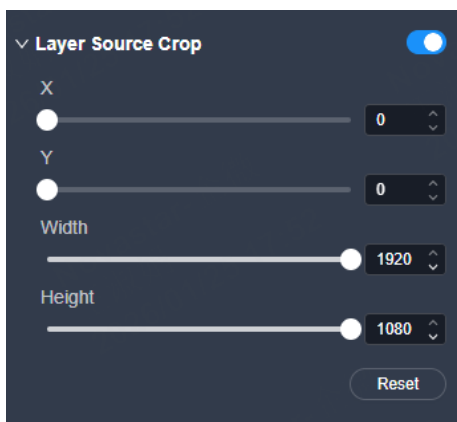 Layer Source Crop
X
0
Y
0
Width
1920
Height
1080
Reset